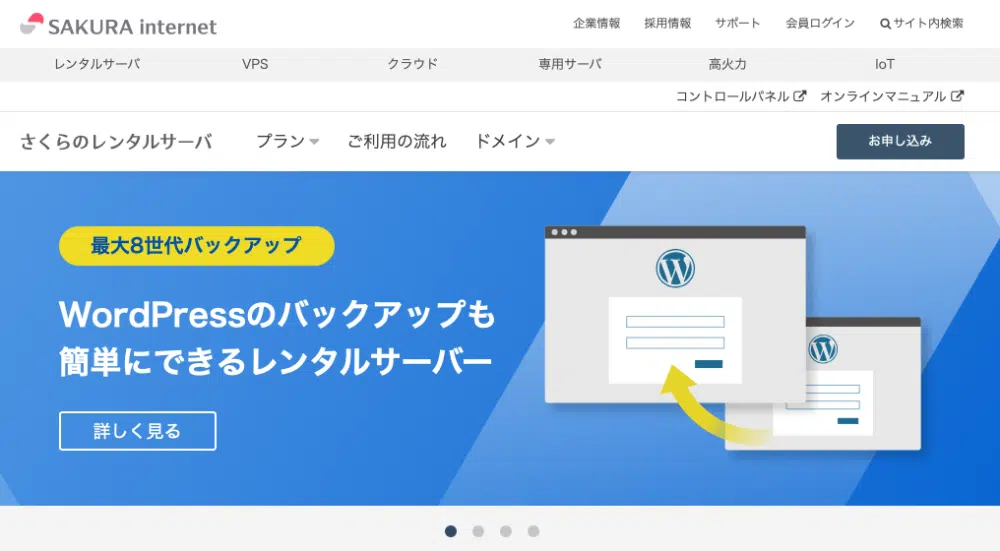 SAKURA internet
企業情報 採用情報 サポート 会員ログイン サイト内検索
レンタルサーバ VPS クラウド 専用サーバ 高火力 IoT
コントロールパネル オンラインマニュアル
さくらのレンタルサーバ プラン ご利用の流れ ドメイン お申し込み
最大8世代バックアップ
WordPressのバックアップも
簡単にできるレンタルサーバー
詳しく見る